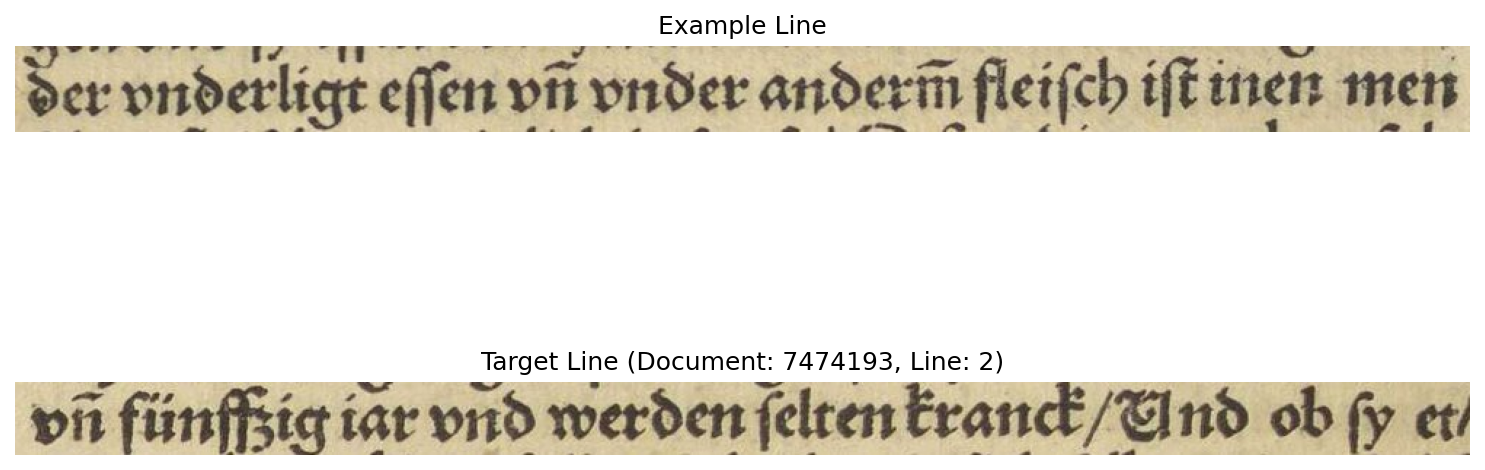 Example Line
der vnderligt eſſen vñ vnder anderm̄ fleiſch iſt inen men
Target Line (Document: 7474193, Line: 2)
vñ fünffzig iar vnd werden ſelten kranck/Vnd ob ſy et/